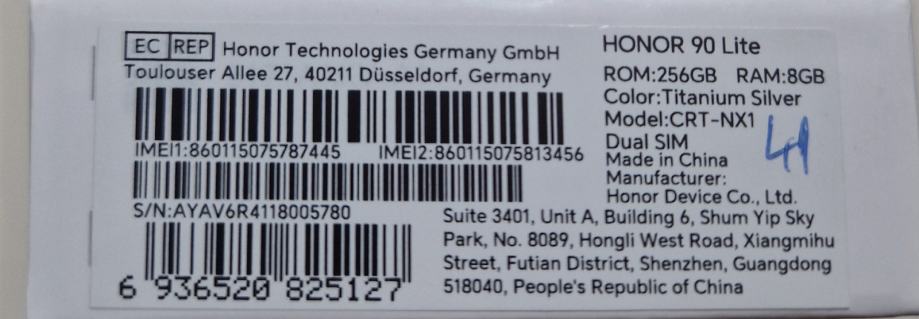 EC REP Honor Technologies Germany GmbH
Toulouser Allee 27, 40211 Düsseldorf, Germany
IMEI1:860115075787445 IMEI2:860115075813456
S/N:AYAV6R4118005780
6 936520 825127
HONOR 90 Lite
ROM:256GB RAM:8GB
Color:Titanium Silver
Model:CRT-NX1
Dual SIM
Made in China
Manufacturer:
Honor Device Co., Ltd.
Suite 3401, Unit A, Building 6, Shum Yip Sky
Park, No. 8089, Hongli West Road, Xiangmihu
Street, Futian District, Shenzhen, Guangdong
518040, People's Republic of China
41